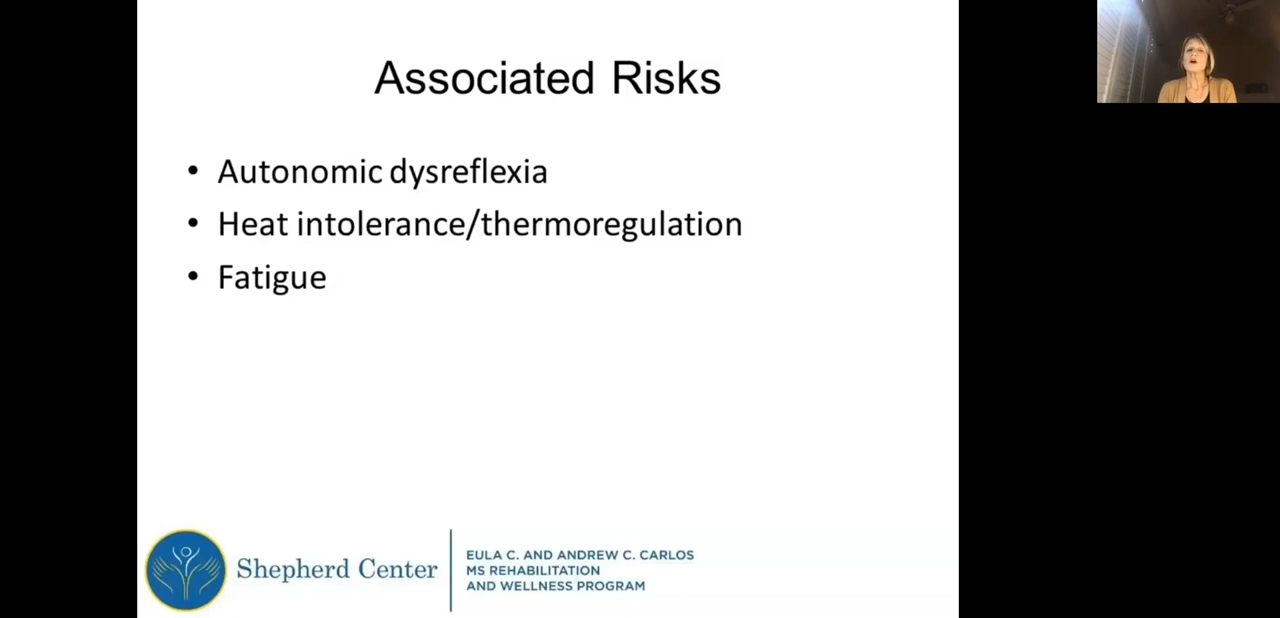 Associated Risks
• Autonomic dysreflexia
• Heat intolerance/thermoregulation
• Fatigue
Shepherd Center
EULA C. AND ANDREW C. CARLOS
MS REHABILITATION
AND WELLNESS PROGRAM